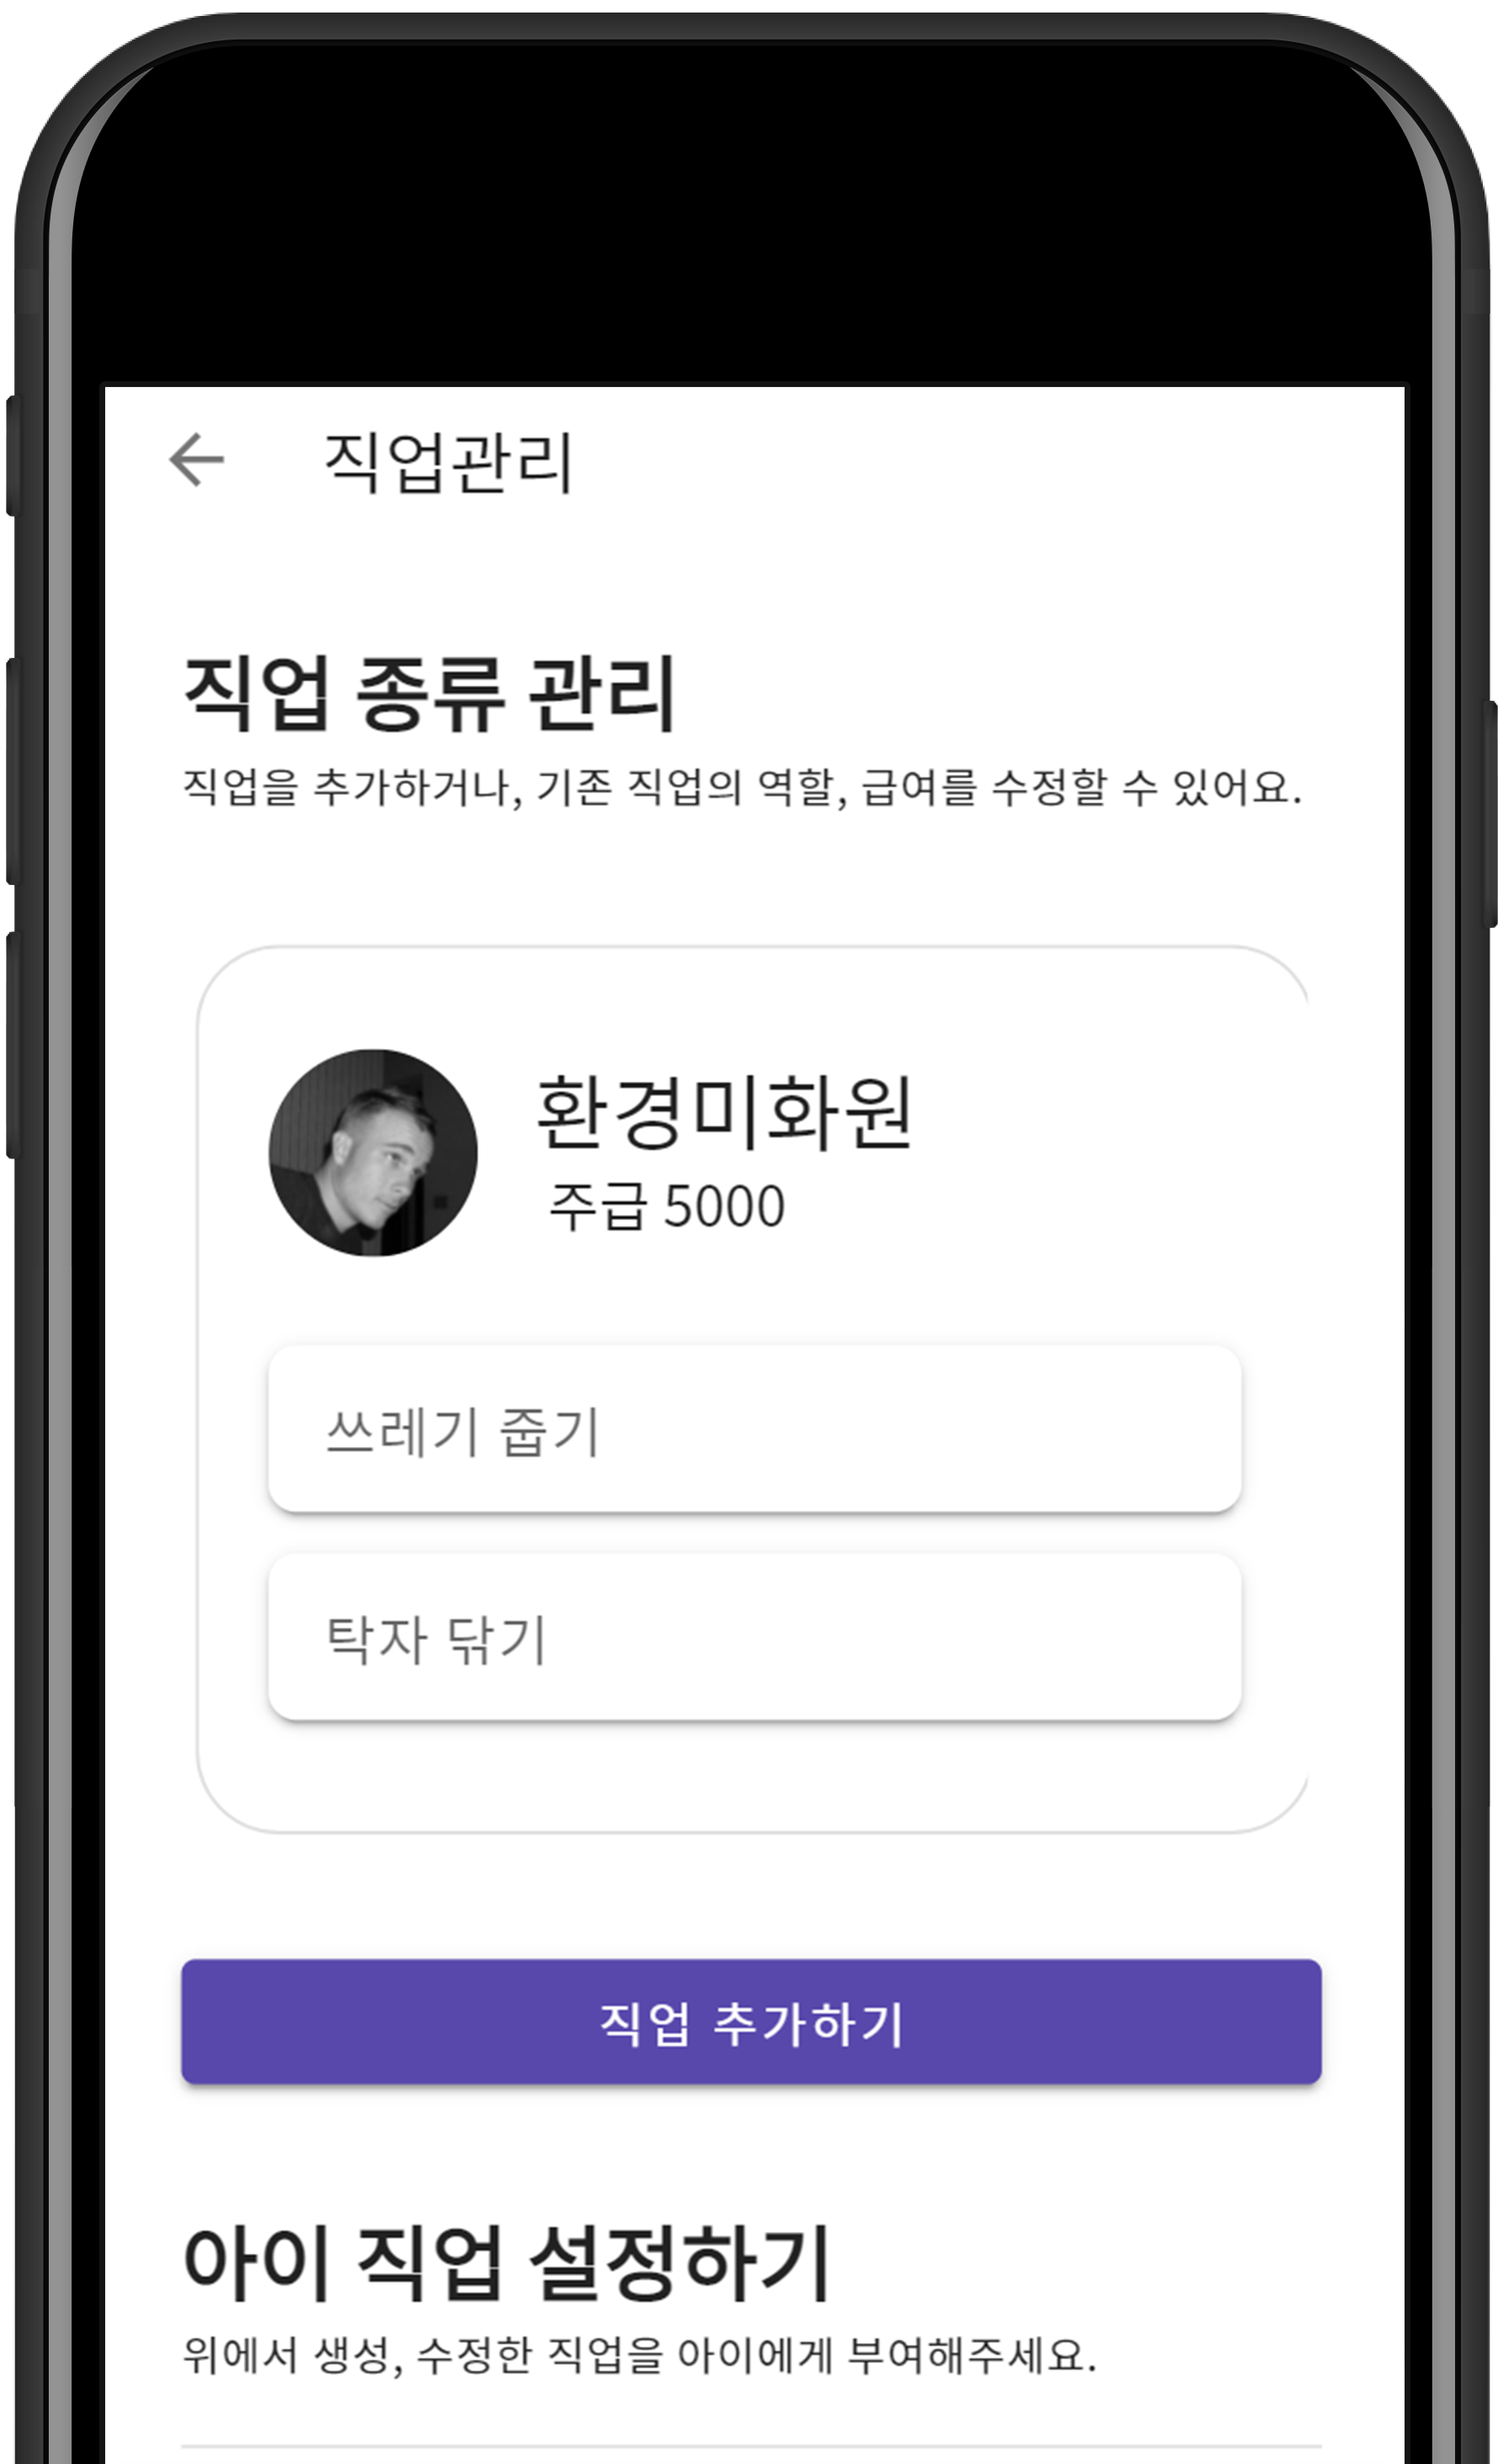 직업관리
직업 종류 관리
직업을 추가하거나, 기존 직업의 역할, 급여를 수정할 수 있어요.
환경미화원
주급 5000
쓰레기 줍기
탁자 닦기
직업 추가하기
아이 직업 설정하기
위에서 생성, 수정한 직업을 아이에게 부여해주세요.